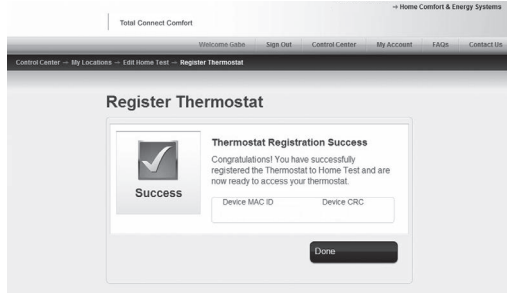 ⇒ Home Comfort & Energy Systems
Total Connect Comfort
Welcome Gabe Sign Out Control Center My Account FAQs Contact Us
Control Center → My Locations → Edit Home Test → Register Thermostat
Register Thermostat
Thermostat Registration Success
Congratulations! You have successfully
registered the Thermostat to Home Test and are
now ready to access your thermostat.
Success
Device MAC ID Device CRC
Done